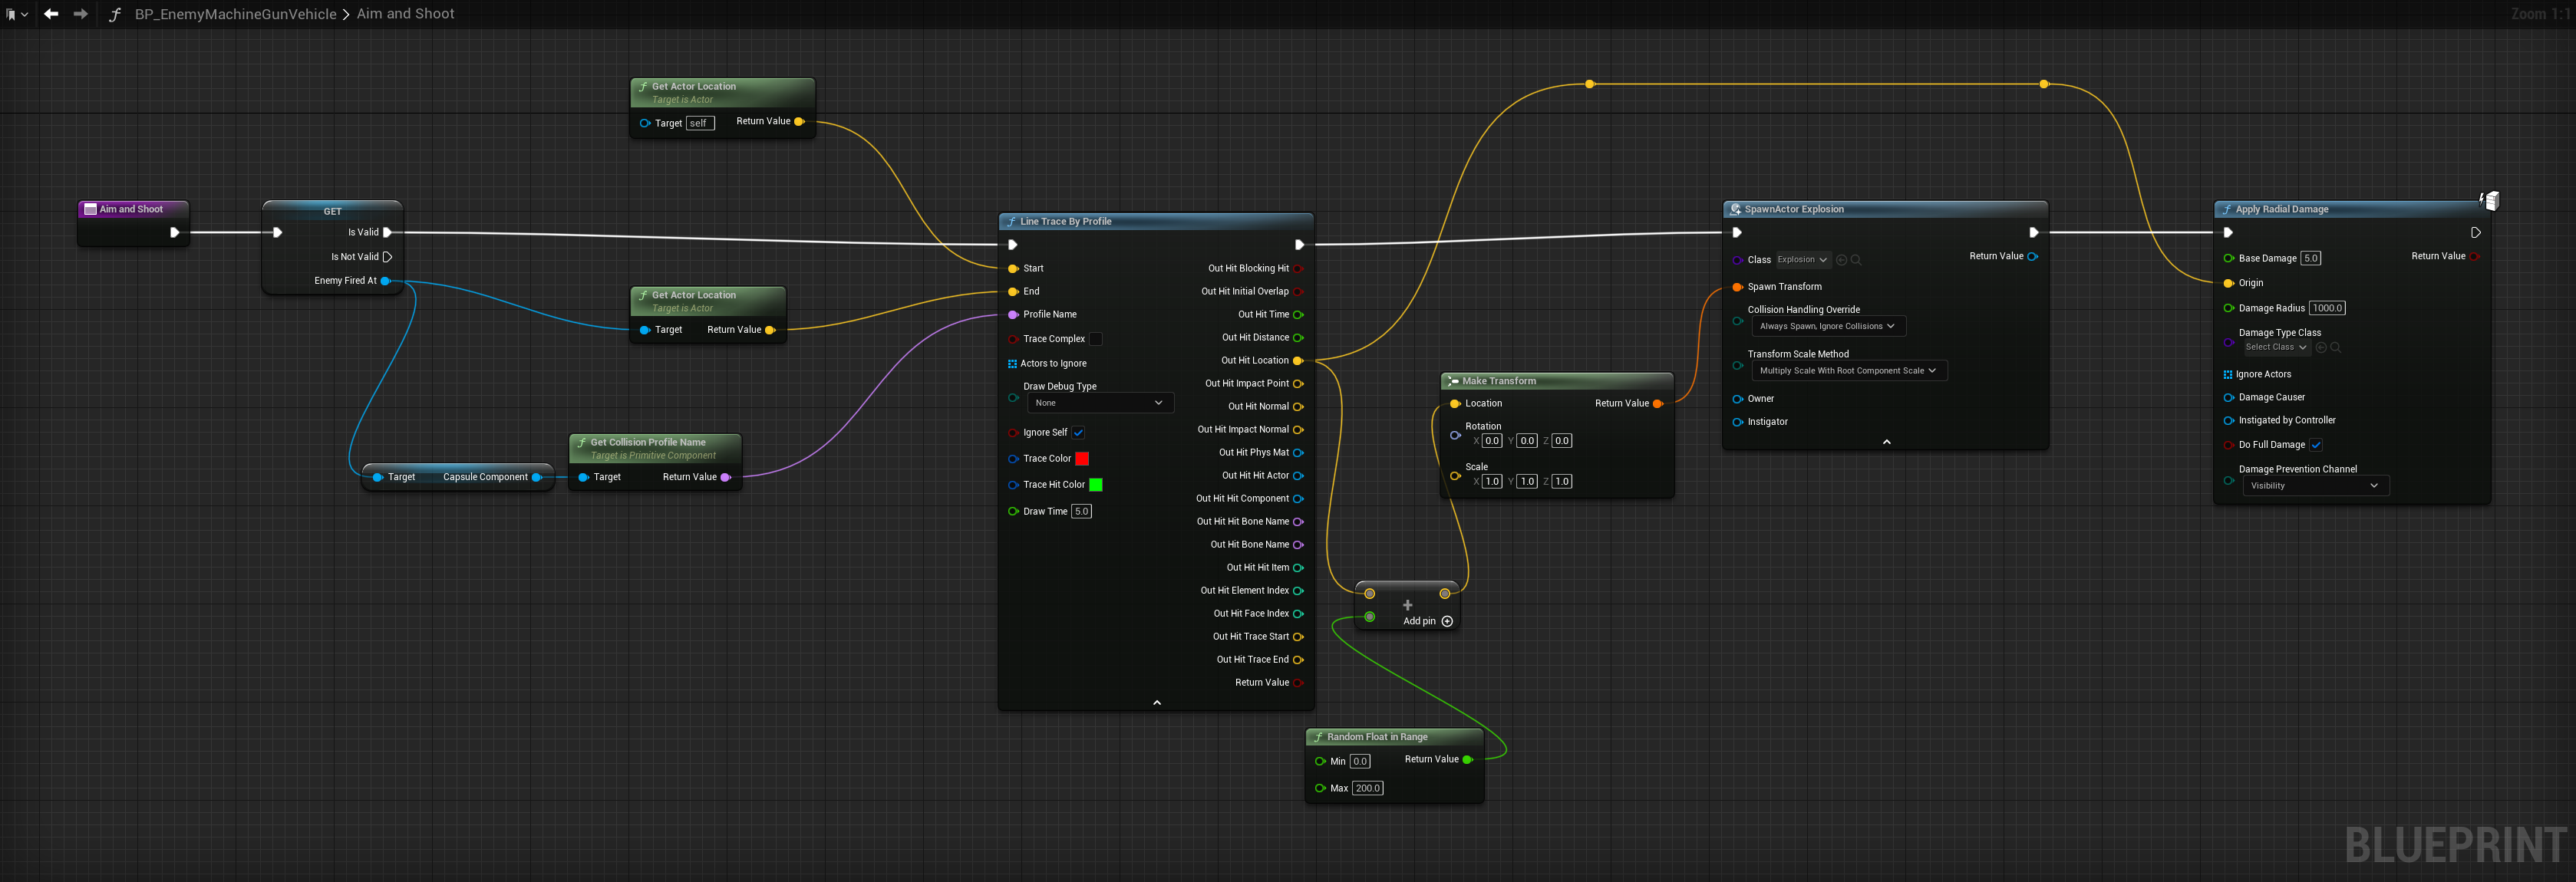 BP_EnemyMachineGunVehicle > Aim and Shoot
Zoom 1:1
Get Actor Location
Target is Actor
Target self Return Value
Aim and Shoot
GET
Is Valid
Is Not Valid
Enemy Fired At
Get Actor Location
Target is Actor
Target Return Value
Target Capsule Component
Get Collision Profile Name
Target is Primitive Component
Target Return Value
Line Trace By Profile
Start
End
Profile Name
Trace Complex
Actors to Ignore
Draw Debug Type
None
Ignore Self
Trace Color
Trace Hit Color
Draw Time 5.0
Out Hit Blocking Hit
Out Hit Initial Overlap
Out Hit Time
Out Hit Distance
Out Hit Location
Out Hit Impact Point
Out Hit Normal
Out Hit Impact Normal
Out Hit Phys Mat
Out Hit Actor
Out Hit Hit Component
Out Hit Hit Bone Name
Out Hit Bone Name
Out Hit Hit Item
Out Hit Element Index
Out Hit Face Index
Out Hit Trace Start
Out Hit Trace End
Return Value
Add pin
Random Float in Range
Min 0.0 Return Value
Max 200.0
Make Transform
Location Return Value
Rotation
X 0.0 Y 0.0 Z 0.0
Scale
X 1.0 Y 1.0 Z 1.0
SpawnActor Explosion
Class Explosion
Return Value
Spawn Transform
Collision Handling Override
Always Spawn, Ignore Collisions
Transform Scale Method
Multiply Scale With Root Component Scale
Owner
Instigator
Apply Radial Damage
Base Damage 5.0 Return Value
Origin
Damage Radius 1000.0
Damage Type Class
Select Class
Ignore Actors
Damage Causer
Instigated by Controller
Do Full Damage
Damage Prevention Channel
Visibility
BLUEPRINT